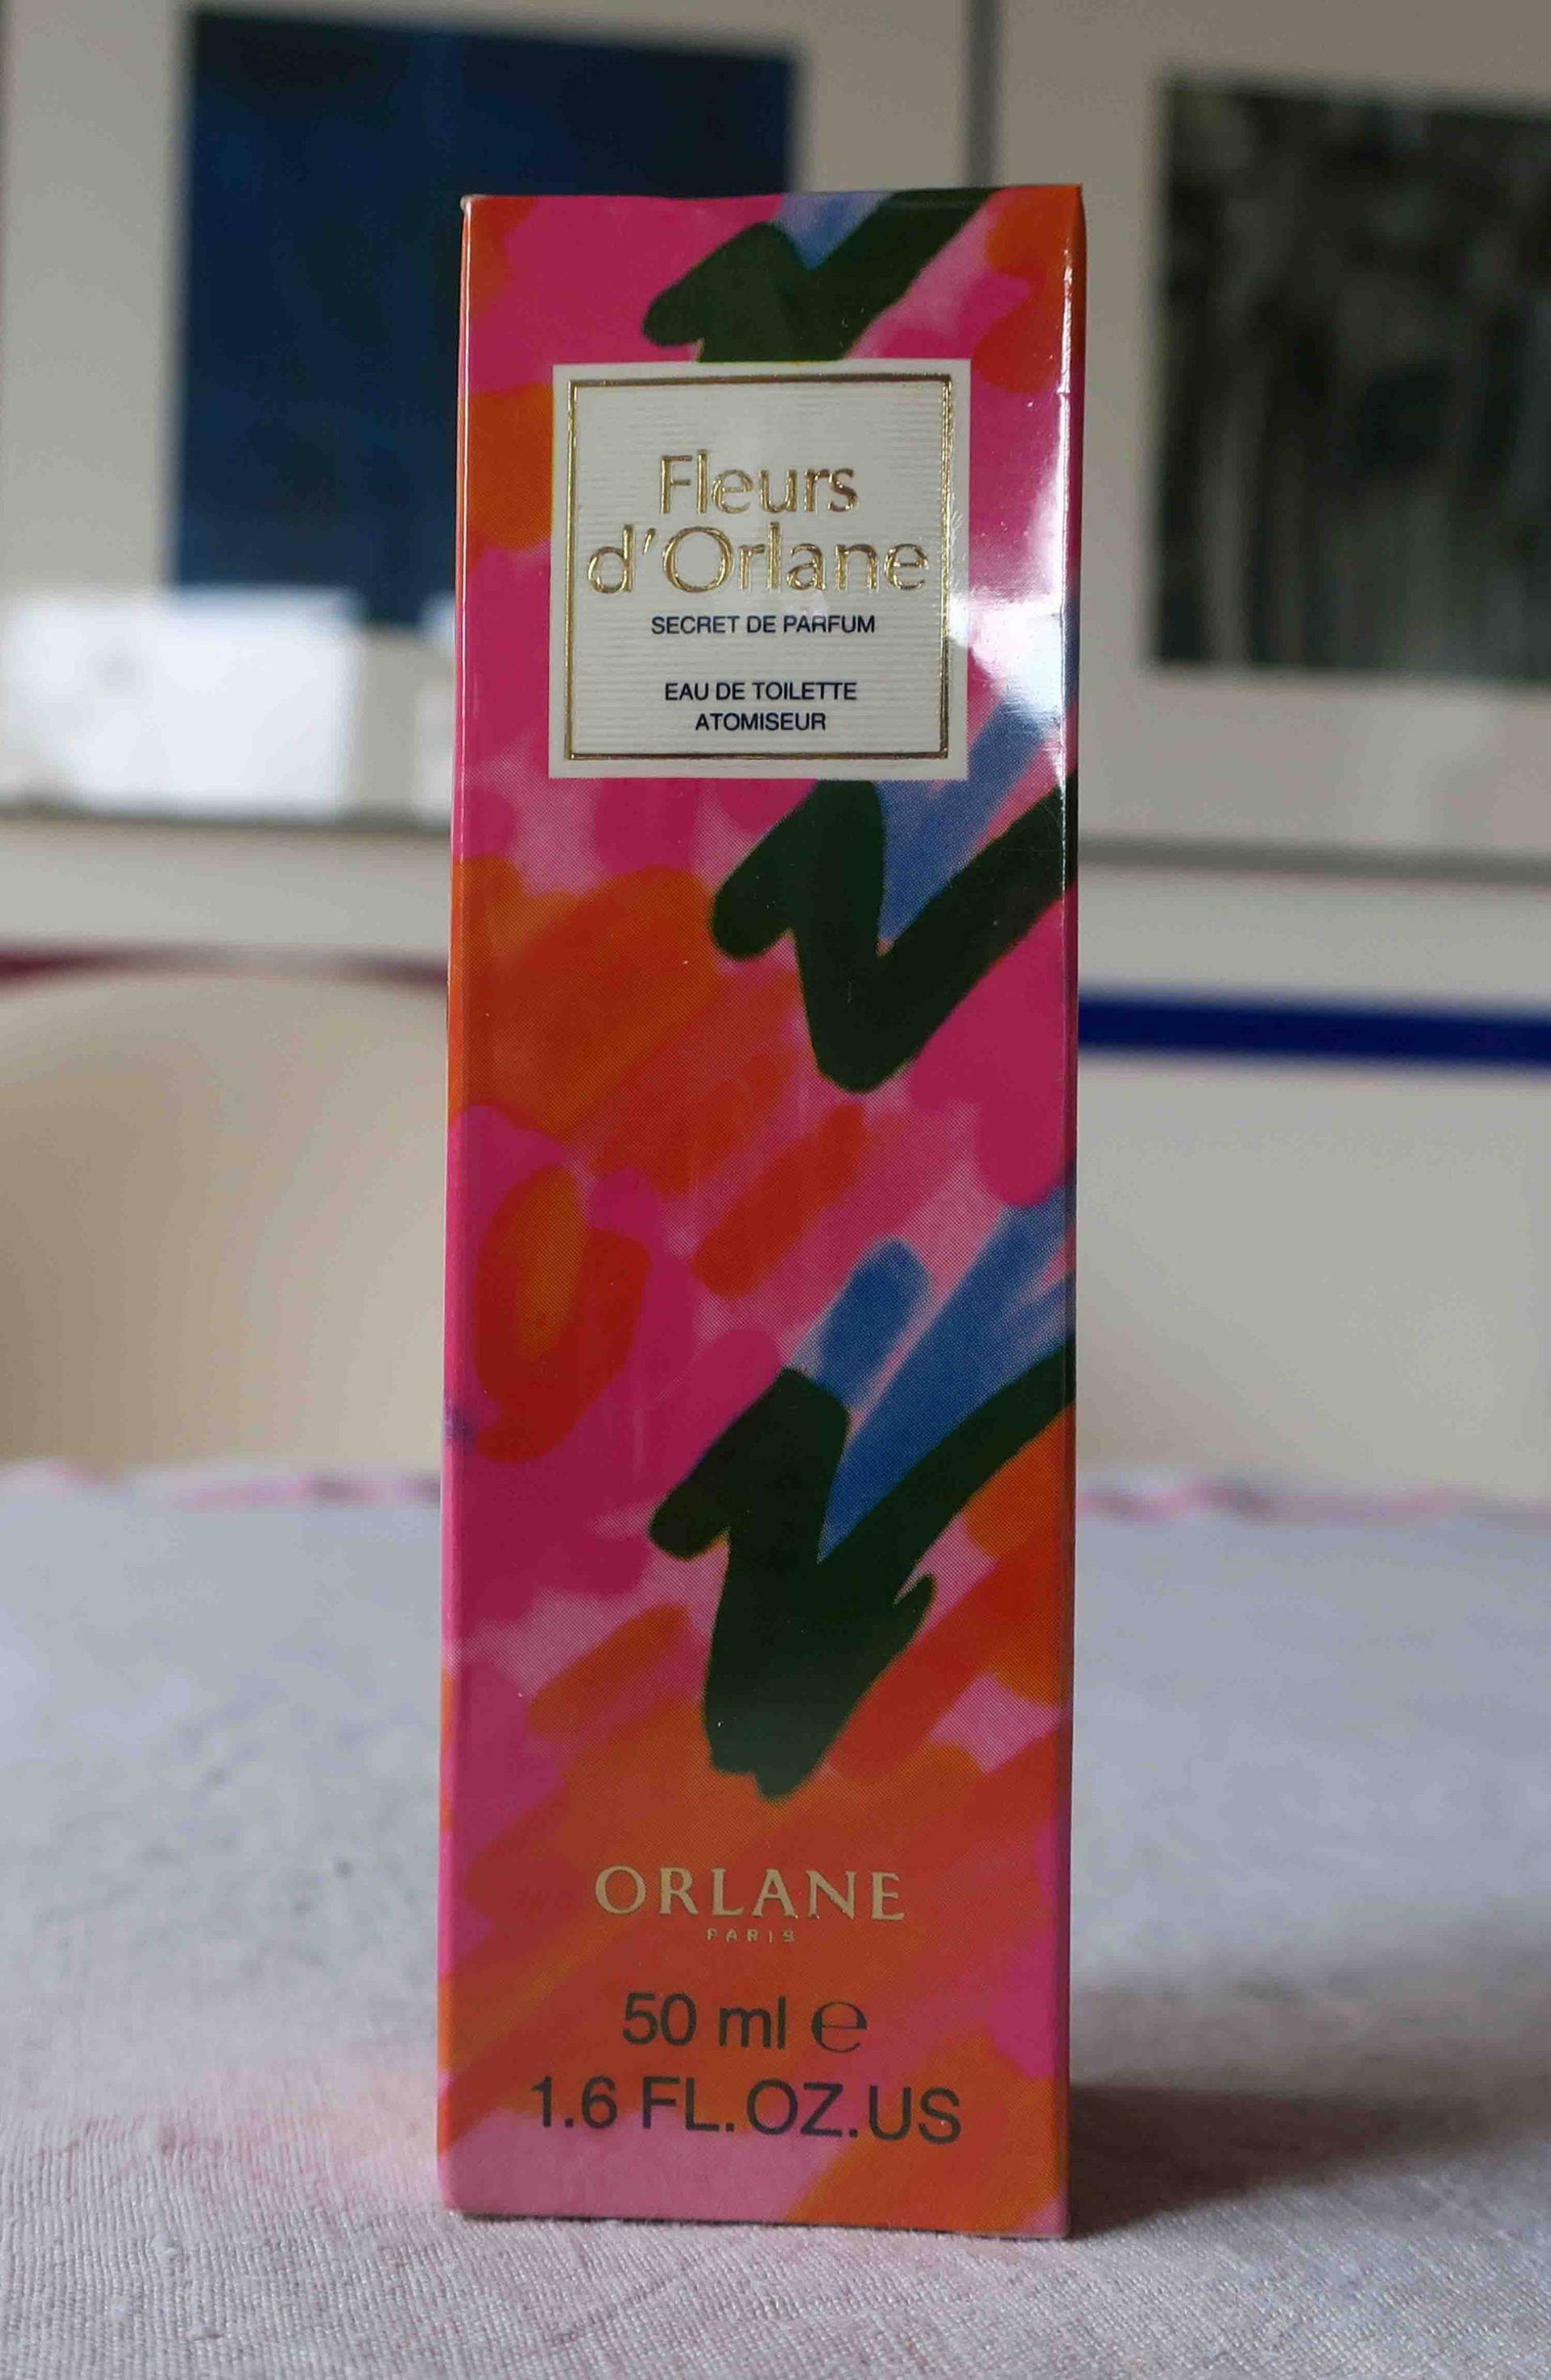 Fleurs
d'Orlane
SECRET DE PARFUM
EAU DE TOILETTE
ATOMISEUR
ORLANE
PARIS
50 ml ℮
1.6 FL.OZ.US